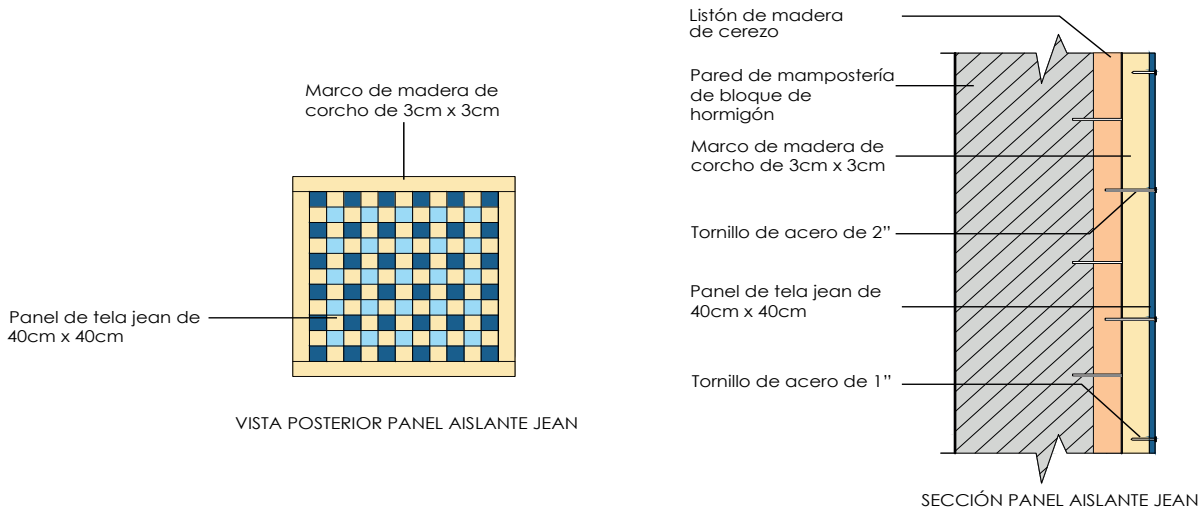 Marco de madera de
corcho de 3cm x 3cm
Panel de tela jean de
40cm x 40cm
VISTA POSTERIOR PANEL AISLANTE JEAN
Listón de madera
de cerezo
Pared de mampostería
de bloque de
hormigón
Marco de madera de
corcho de 3cm x 3cm
Tornillo de acero de 2”
Panel de tela jean de
40cm x 40cm
Tornillo de acero de 1”
SECCIÓN PANEL AISLANTE JEAN